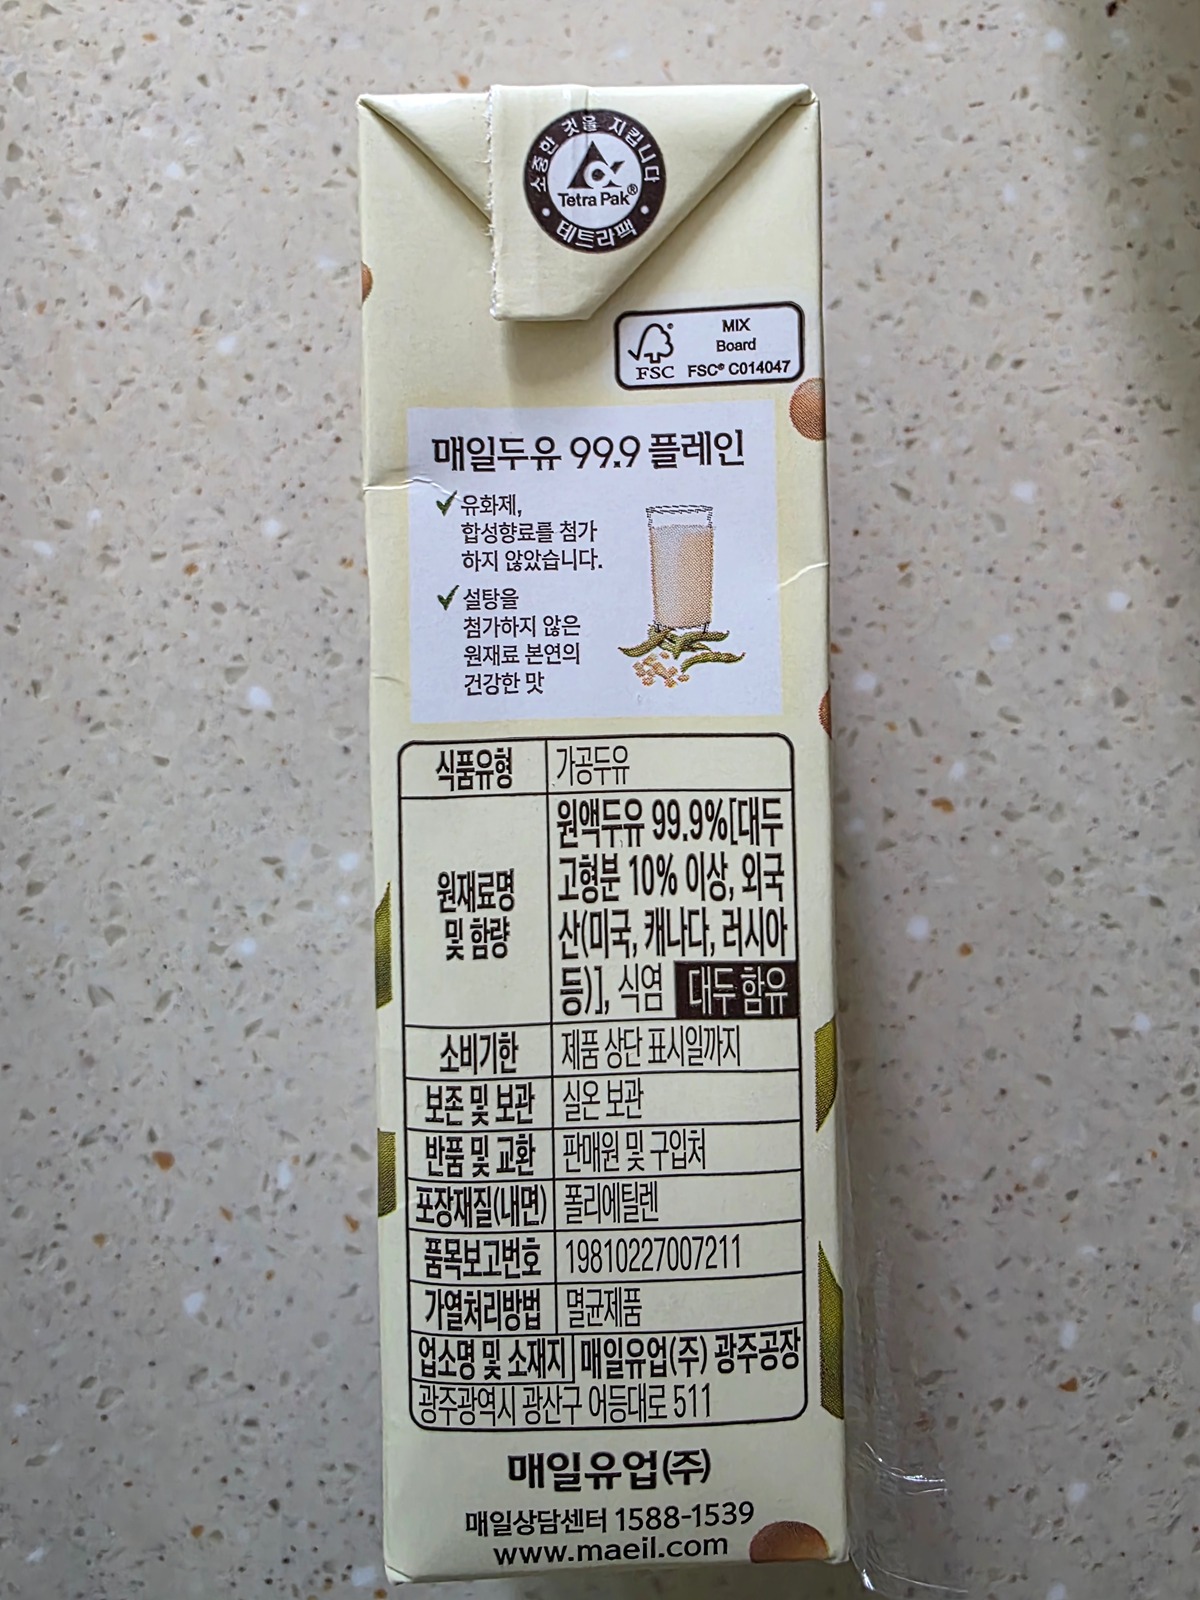 소중한 것을 지킵니다
Tetra Pak®
• 테트라팩 •
MIX
Board
FSC FSC® C014047
매일두유 99.9 플레인
유화제,
합성향료를 첨가
하지 않았습니다.
설탕을
첨가하지 않은
원재료 본연의
건강한 맛
식품유형 가공두유
원재료명
및 함량
원액두유 99.9%[대두
고형분 10% 이상, 외국
산(미국, 캐나다, 러시아
등)], 식염 대두 함유
소비기한 제품 상단 표시일까지
보존 및 보관 실온 보관
반품 및 교환 판매원 및 구입처
포장재질(내면) 폴리에틸렌
품목보고번호 19810227007211
가열처리방법 멸균제품
업소명 및 소재지 매일유업(주) 광주공장
광주광역시 광산구 어등대로 511
매일유업(주)
매일상담센터 1588-1539
www.maeil.com